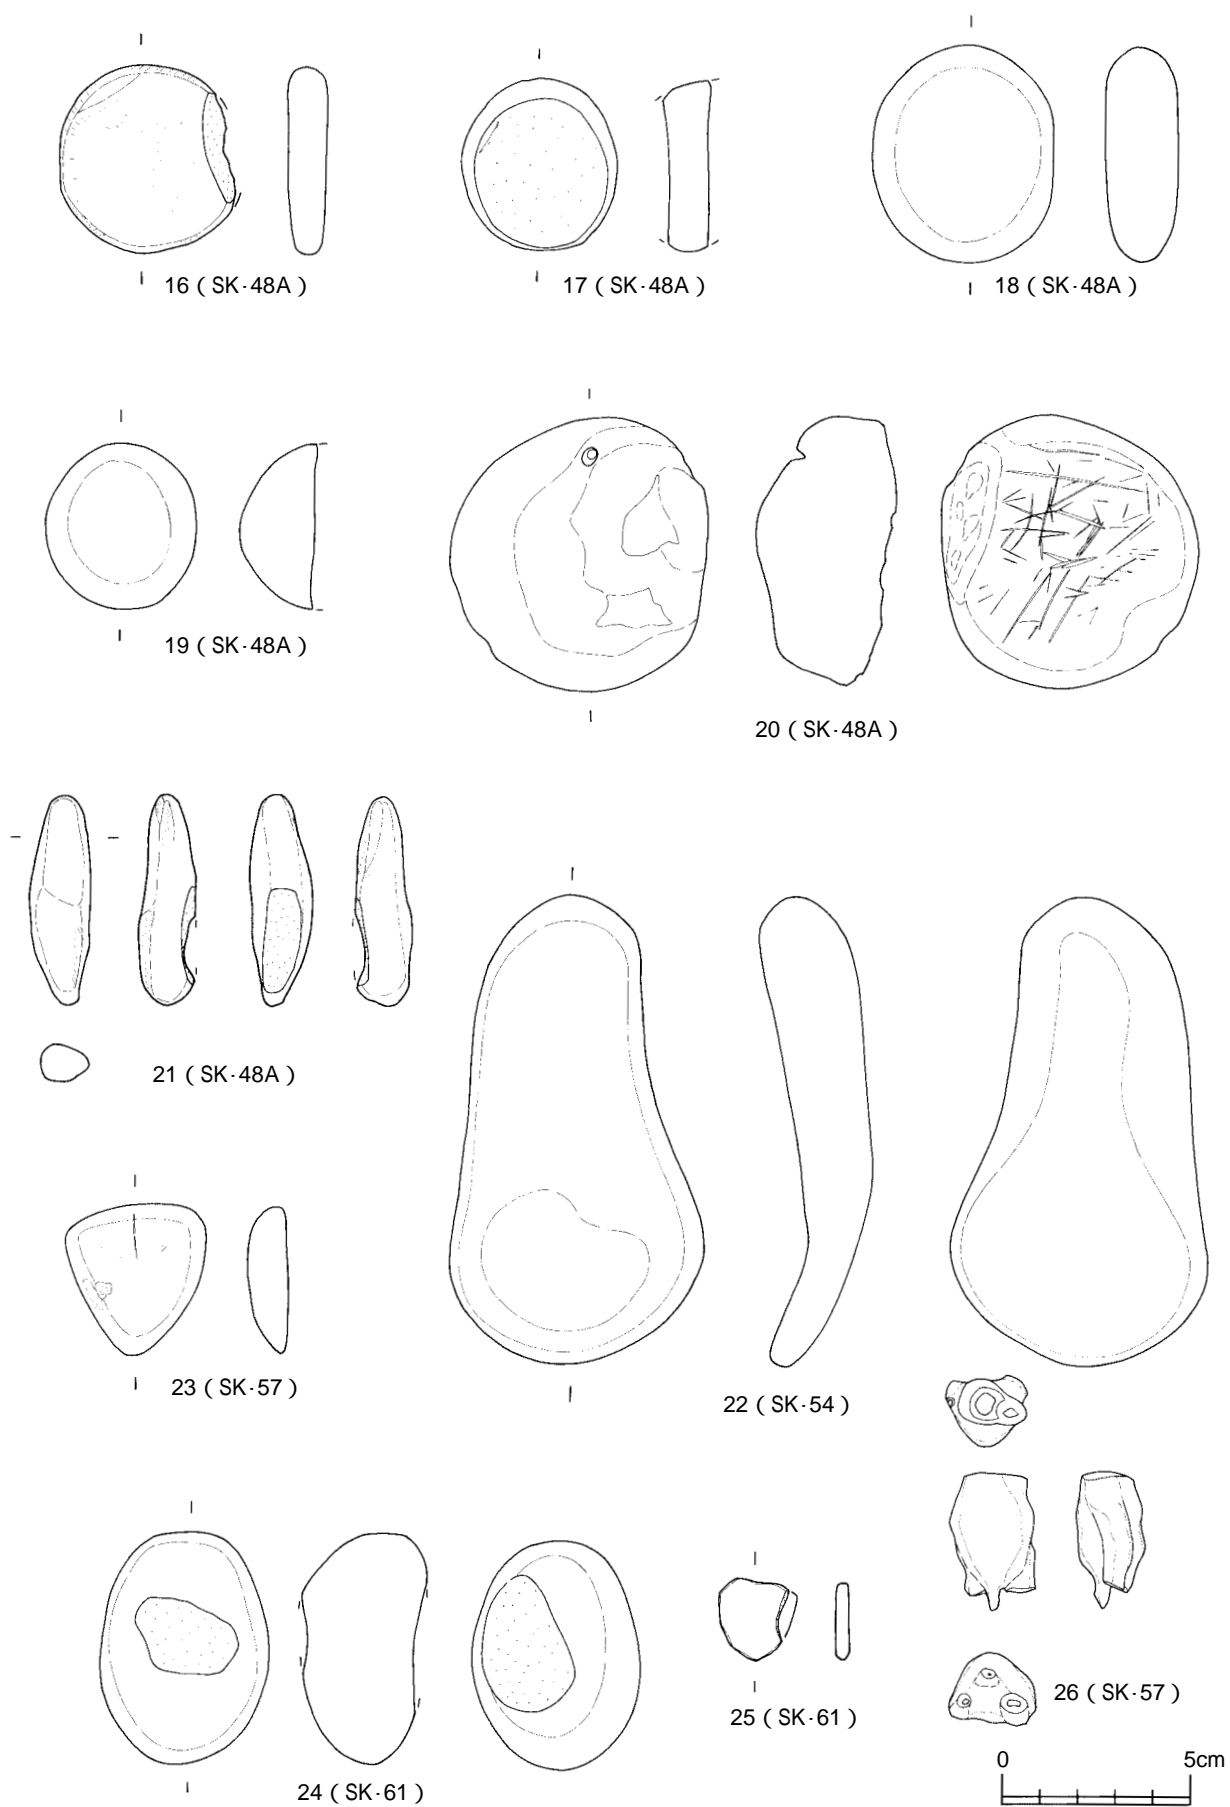 16 ( SK·48A )
17 ( SK·48A )
18 ( SK·48A )
19 ( SK·48A )
20 ( SK·48A )
21 ( SK·48A )
23 ( SK·57 )
22 ( SK·54 )
24 ( SK·61 )
25 ( SK·61 )
26 ( SK·57 )
0 5cm